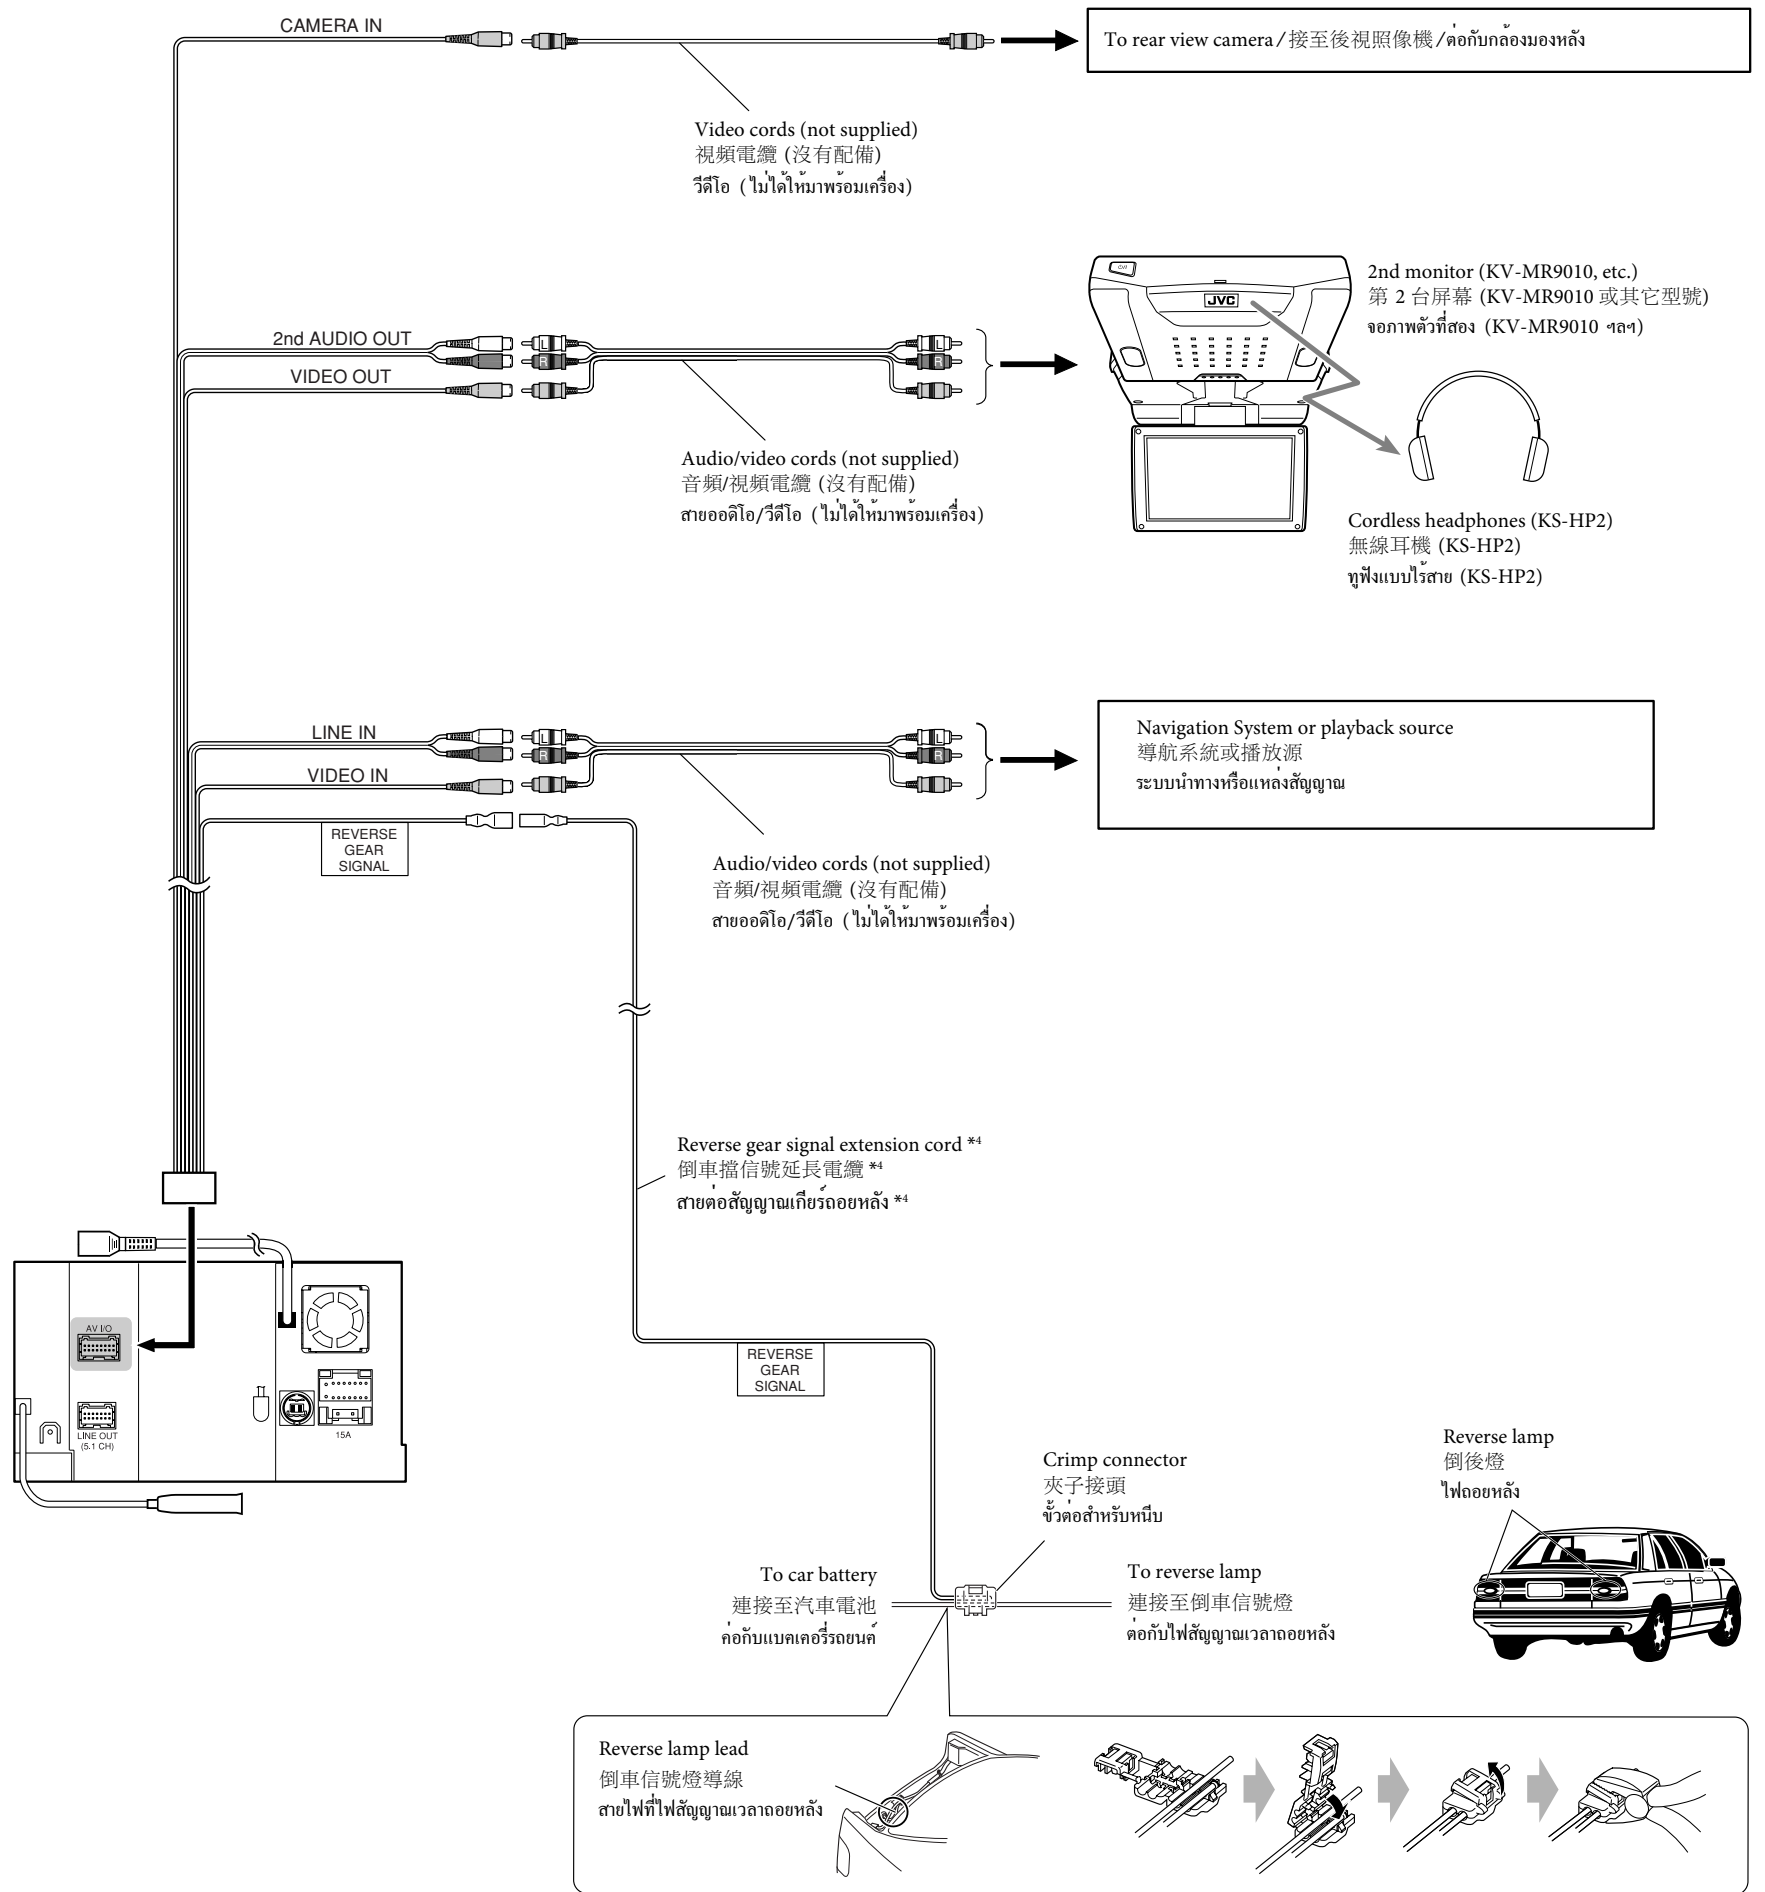 CAMERA IN
To rear view camera/接至後視照像機/ต่อกับกล้องมองหลัง
Video cords (not supplied)
視頻電纜 (沒有配備)
วีดีโอ (ไม่ได้ให้มาพร้อมเครื่อง)
2nd AUDIO OUT
VIDEO OUT
L
R
L
R
Audio/video cords (not supplied)
音頻/視頻電纜 (沒有配備)
สายออดิโอ/วีดีโอ (ไม่ได้ให้มาพร้อมเครื่อง)
JVC
2nd monitor (KV-MR9010, etc.)
第 2 台屏幕 (KV-MR9010 或其它型號)
จอภาพตัวที่สอง (KV-MR9010 ฯลฯ)
Cordless headphones (KS-HP2)
無線耳機 (KS-HP2)
หูฟังแบบไร้สาย (KS-HP2)
LINE IN
VIDEO IN
L
R
L
R
Navigation System or playback source
導航系統或播放源
ระบบนำทางหรือแหล่งสัญญาณ
REVERSE
GEAR
SIGNAL
Audio/video cords (not supplied)
音頻/視頻電纜 (沒有配備)
สายออดิโอ/วีดีโอ (ไม่ได้ให้มาพร้อมเครื่อง)
Reverse gear signal extension cord *4
倒車擋信號延長電纜 *4
สายต่อสัญญาณเกียร์ถอยหลัง *4
AV I/O
LINE OUT
(5.1 CH)
15A
REVERSE
GEAR
SIGNAL
Crimp connector
夾子接頭
ขั้วต่อสำหรับหนีบ
Reverse lamp
倒後燈
ไฟถอยหลัง
To car battery
連接至汽車電池
ค่อกับแบตเตอรี่รถยนต์
To reverse lamp
連接至倒車信號燈
ต่อกับไฟสัญญาณเวลาถอยหลัง
Reverse lamp lead
倒車信號燈導線
สายไฟที่ไฟสัญญาณเวลาถอยหลัง